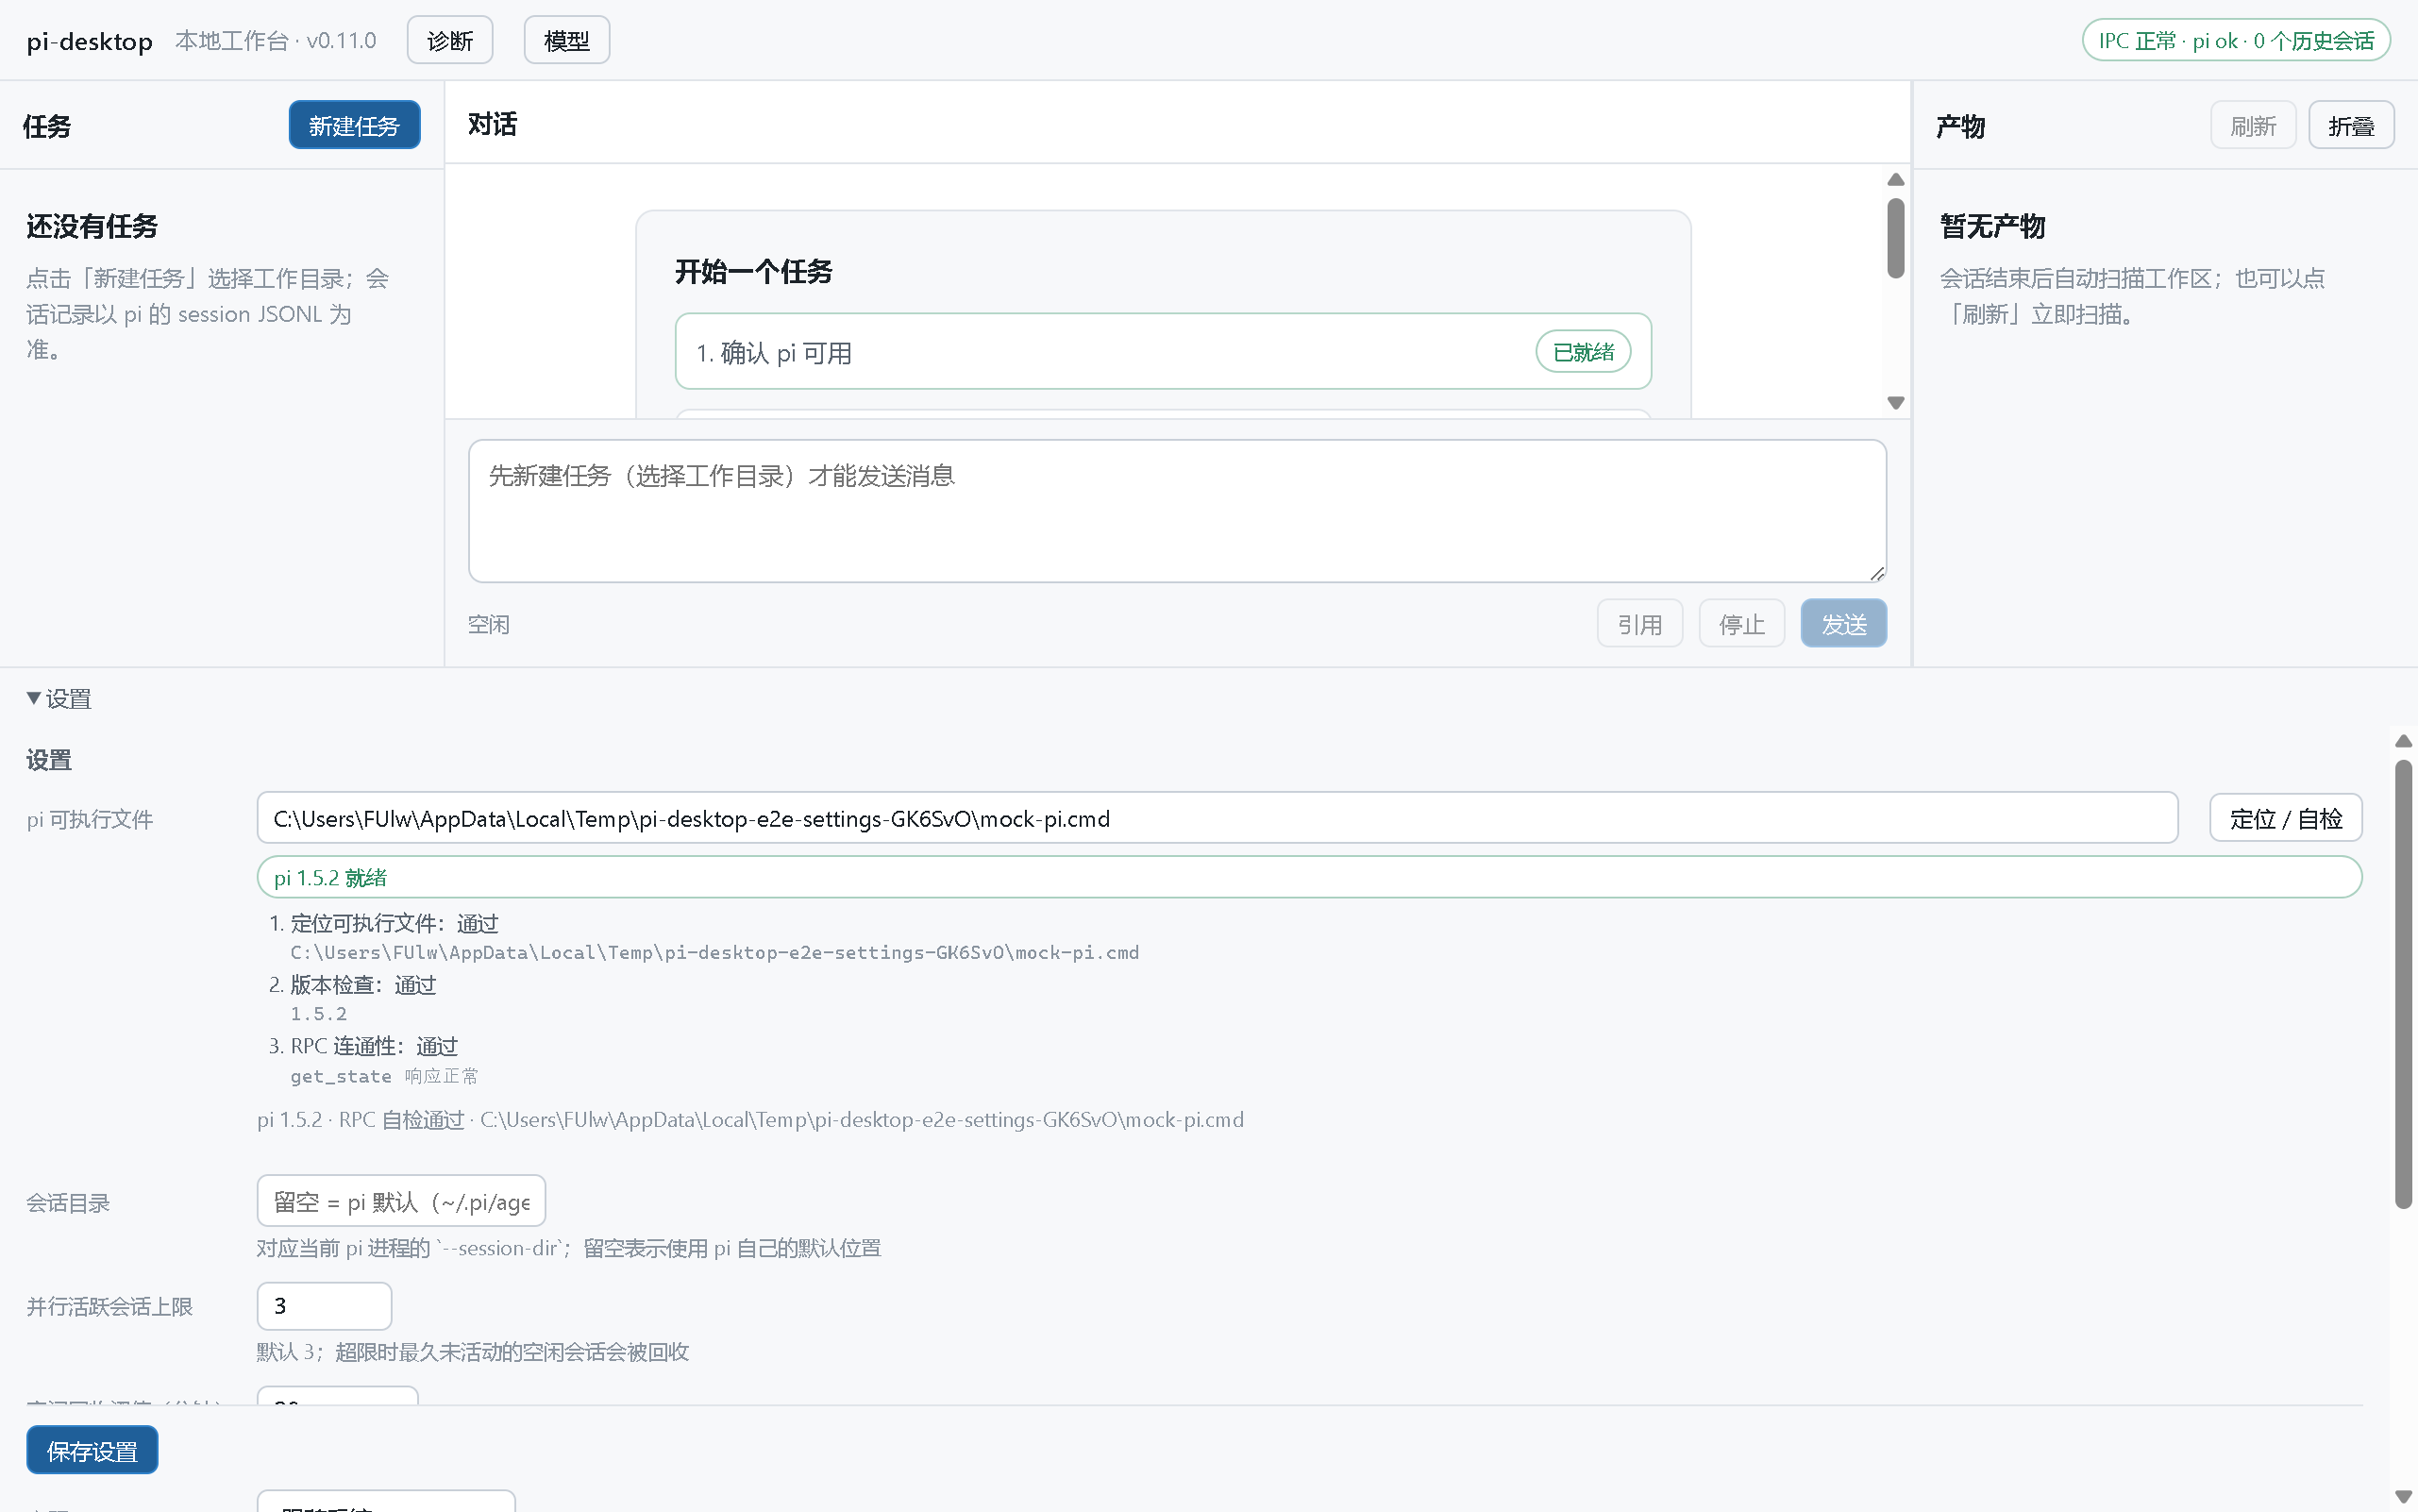 pi-desktop 本地工作台 · v0.11.0 诊断 模型 IPC 正常 · pi ok · 0 个历史会话
任务 新建任务
还没有任务
点击「新建任务」选择工作目录；会
话记录以 pi 的 session JSONL 为
准。
对话
开始一个任务
1. 确认 pi 可用 已就绪
先新建任务（选择工作目录）才能发送消息
空闲 引用 停止 发送
产物 刷新 折叠
暂无产物
会话结束后自动扫描工作区；也可以点
「刷新」立即扫描。
▼设置
设置
pi 可执行文件 C:\Users\FUlw\AppData\Local\Temp\pi-desktop-e2e-settings-GK6SvO\mock-pi.cmd 定位 / 自检
pi 1.5.2 就绪
1. 定位可执行文件：通过
C:\Users\FUlw\AppData\Local\Temp\pi-desktop-e2e-settings-GK6SvO\mock-pi.cmd
2. 版本检查：通过
1.5.2
3. RPC 连通性：通过
get_state 响应正常
pi 1.5.2 · RPC 自检通过 · C:\Users\FUlw\AppData\Local\Temp\pi-desktop-e2e-settings-GK6SvO\mock-pi.cmd
会话目录 留空 = pi 默认（~/.pi/age
对应当前 pi 进程的 `--session-dir`；留空表示使用 pi 自己的默认位置
并行活跃会话上限 3
默认 3；超限时最久未活动的空闲会话会被回收
保存设置